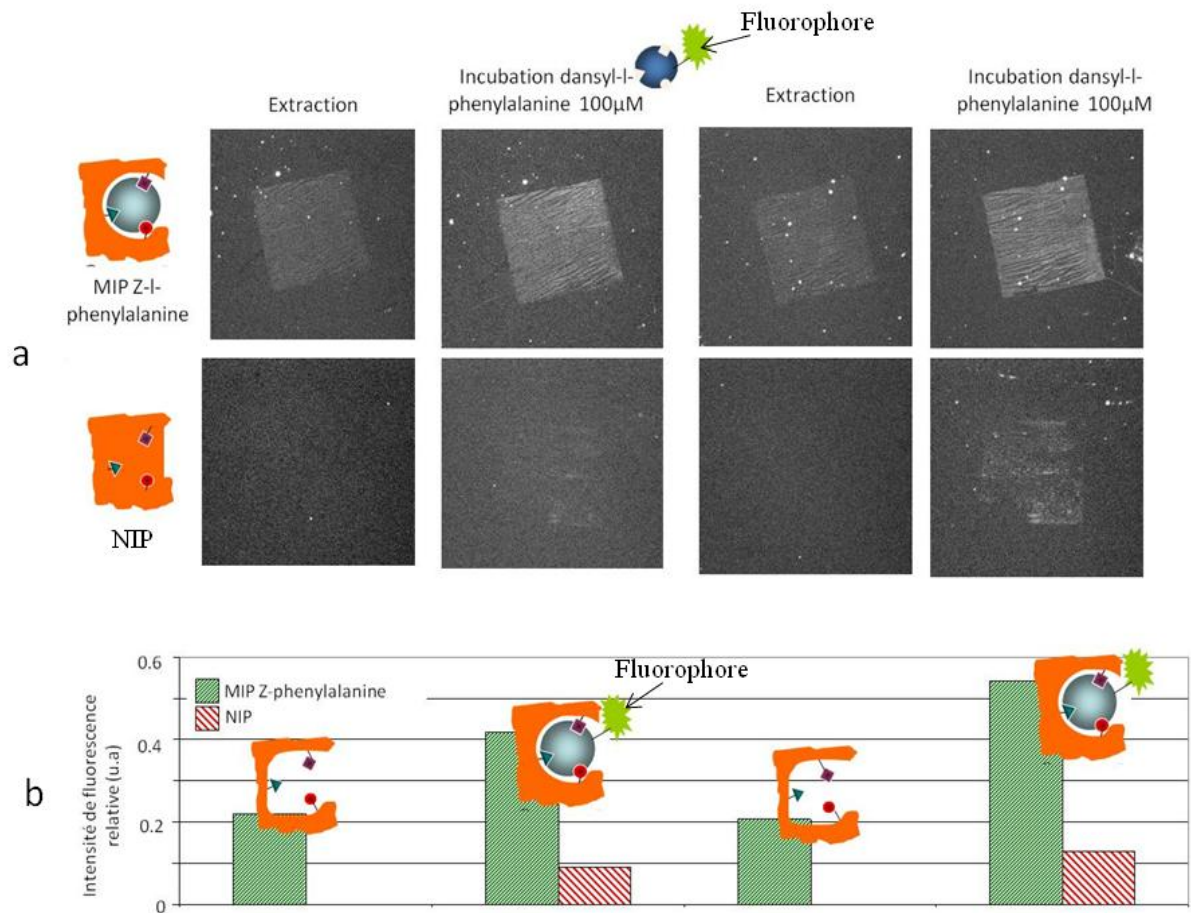 Fluorophore
Extraction
Incubation dansyl-l-
phenylalanine 100µM
Extraction
Incubation dansyl-l-
phenylalanine 100µM
MIP Z-l-
phenylalanine
a
NIP
b
Intensité de fluorescence
relative (u.a)
0.6
0.4
0.2
0
MIP Z-phenylalanine
NIP
Fluorophore